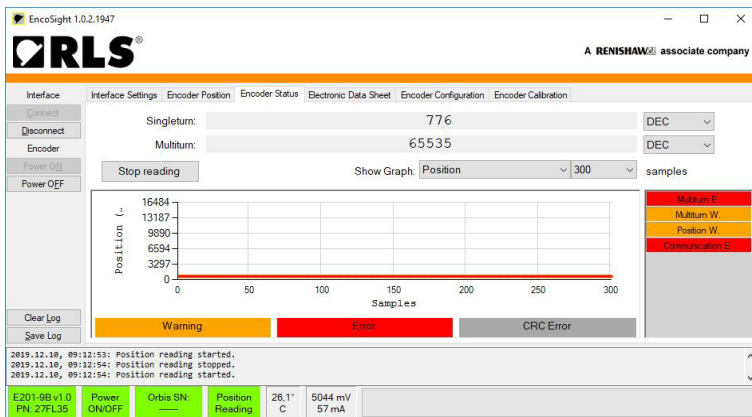 EncoSight 1.0.2.1947
RLS®
A RENISHAW associate company
Interface
Connect
Disconnect
Encoder
Power ON
Power OFF
Clear Log
Save Log
Interface Settings Encoder Position Encoder Status Electronic Data Sheet Encoder Configuration Encoder Calibration
Singleturn: 776 DEC
Multiturn: 65535 DEC
Stop reading Show Graph: Position 300 samples
Position (..
16484
13187
9890
6594
3297
0
0 50 100 150 200 250 300
Samples
Multiturn E.
Multiturn W.
Position W.
Communication E.
Warning Error CRC Error
2019.12.10, 09:12:53: Position reading started.
2019.12.10, 09:12:54: Position reading stopped.
2019.12.10, 09:12:54: Position reading started.
E201-9B v1.0
PN: 27FL35
Power
ON/OFF
Orbis SN:
------
Position
Reading
26,1°
C
5044 mV
57 mA